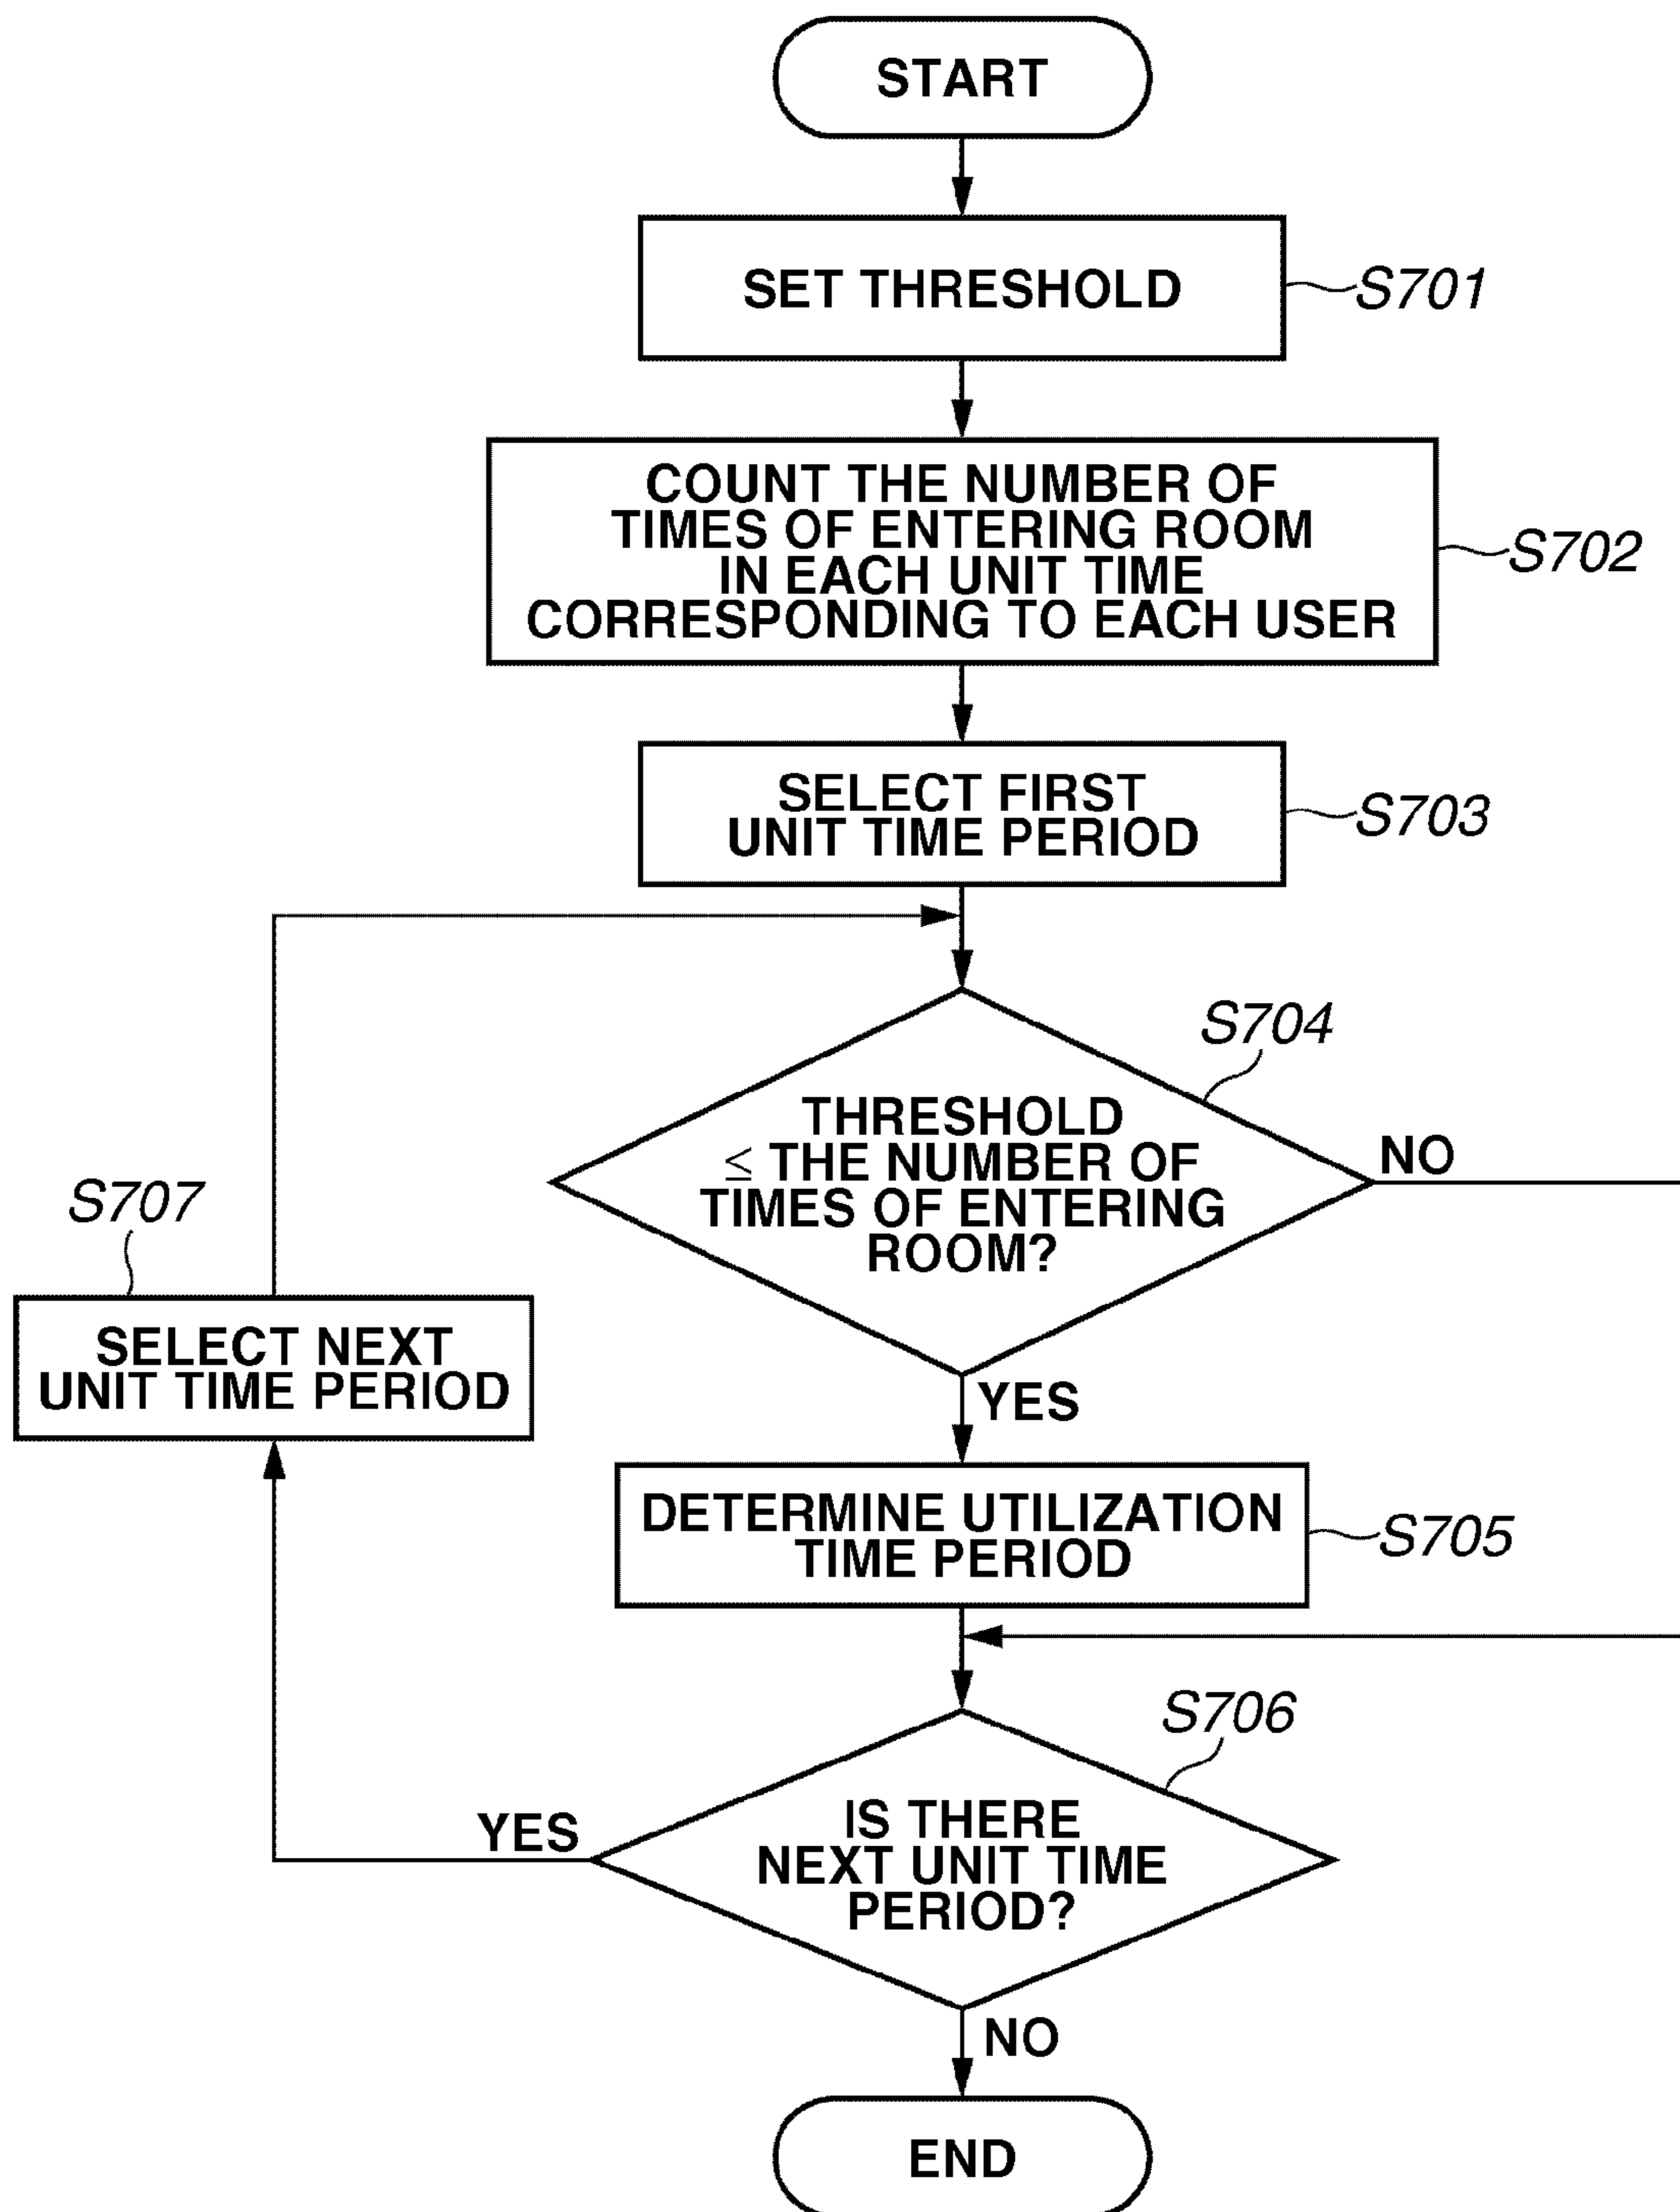 START
SET THRESHOLD
S701
COUNT THE NUMBER OF
TIMES OF ENTERING ROOM
IN EACH UNIT TIME
CORRESPONDING TO EACH USER
S702
SELECT FIRST
UNIT TIME PERIOD
S703
S704
THRESHOLD
≤ THE NUMBER OF
TIMES OF ENTERING
ROOM?
NO
YES
S707
SELECT NEXT
UNIT TIME PERIOD
DETERMINE UTILIZATION
TIME PERIOD
S705
S706
IS THERE
NEXT UNIT TIME
PERIOD?
YES
NO
END